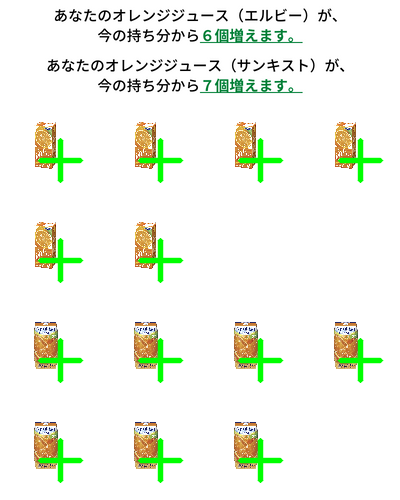 あなたのオレンジジュース（エルビー）が、
今の持ち分から６個増えます。
あなたのオレンジジュース（サンキスト）が、
今の持ち分から７個増えます。